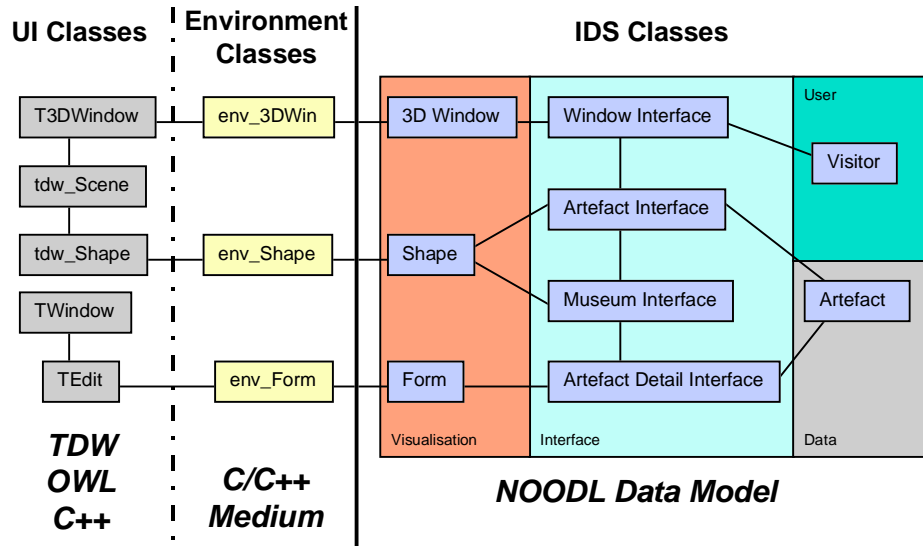 UI Classes
Environment
Classes
IDS Classes
User
T3DWindow
env_3DWin
3D Window
Window Interface
Visitor
tdw_Scene
Artefact Interface
tdw_Shape
env_Shape
Shape
TWindow
Museum Interface
Artefact
TEdit
env_Form
Form
Artefact Detail Interface
Visualisation
Interface
Data
TDW
OWL
C++
C/C++
Medium
NOODL Data Model